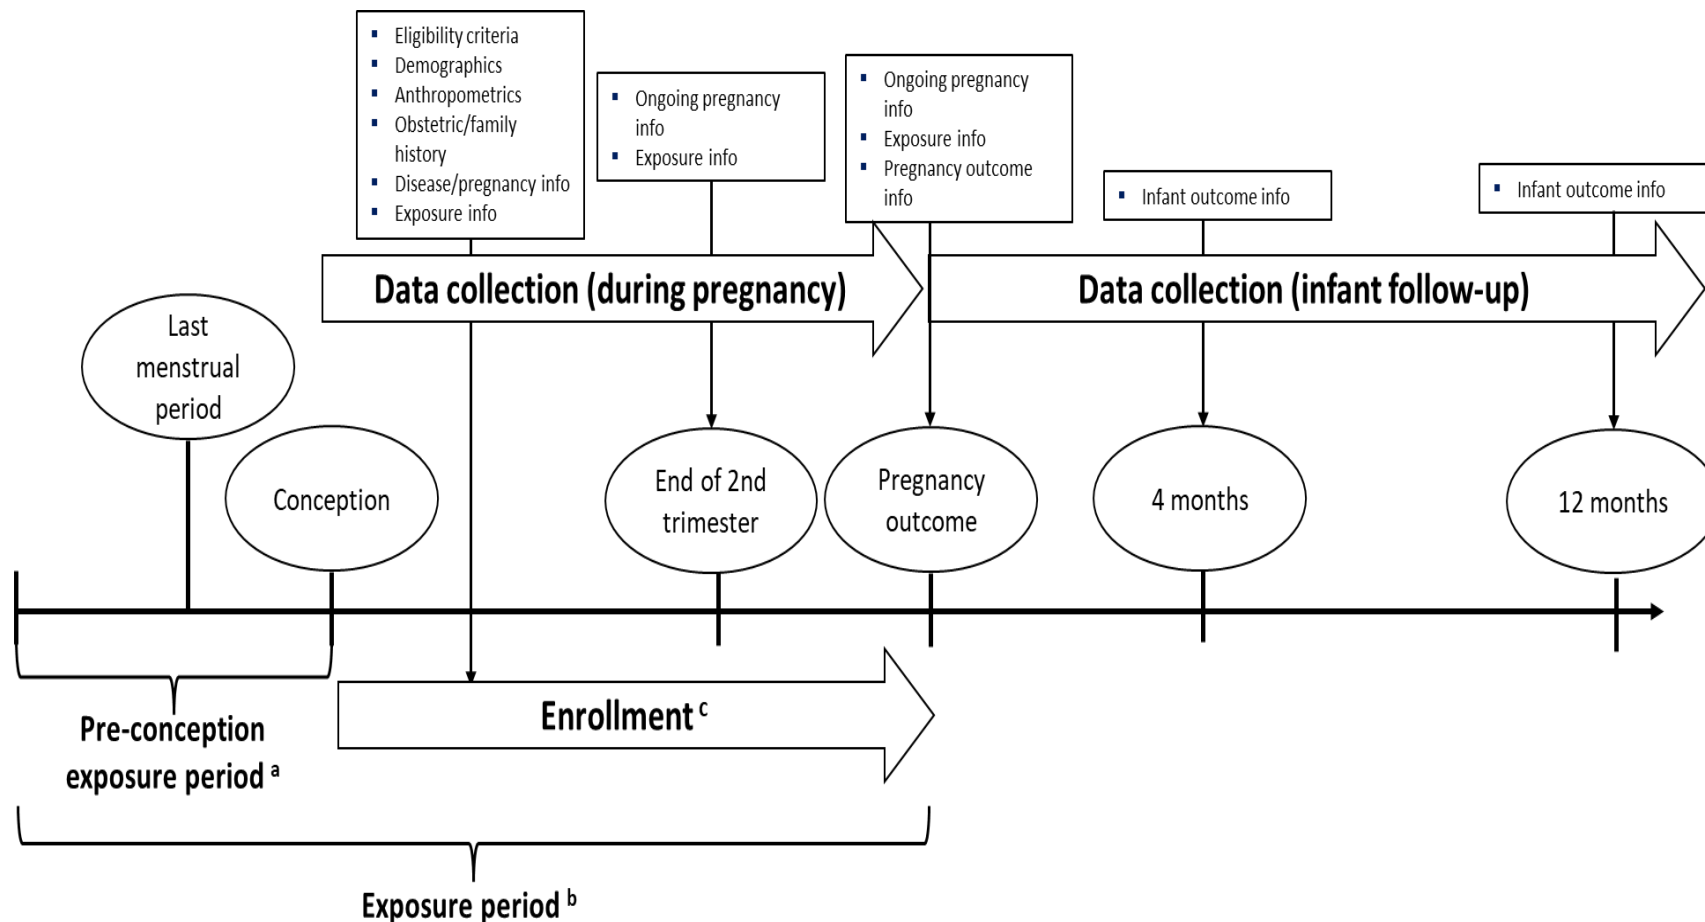 ▪ Eligibility criteria
▪ Demographics
▪ Anthropometrics
▪ Obstetric/family
history
▪ Disease/pregnancy info
▪ Exposure info
▪ Ongoing pregnancy
info
▪ Exposure info
▪ Ongoing pregnancy
info
▪ Exposure info
▪ Pregnancy outcome
info
▪ Infant outcome info
▪ Infant outcome info
Data collection (during pregnancy)
Data collection (infant follow-up)
Last
menstrual
period
Conception
End of 2nd
trimester
Pregnancy
outcome
4 months
12 months
Pre-conception
exposure period a
Enrollment c
Exposure period b